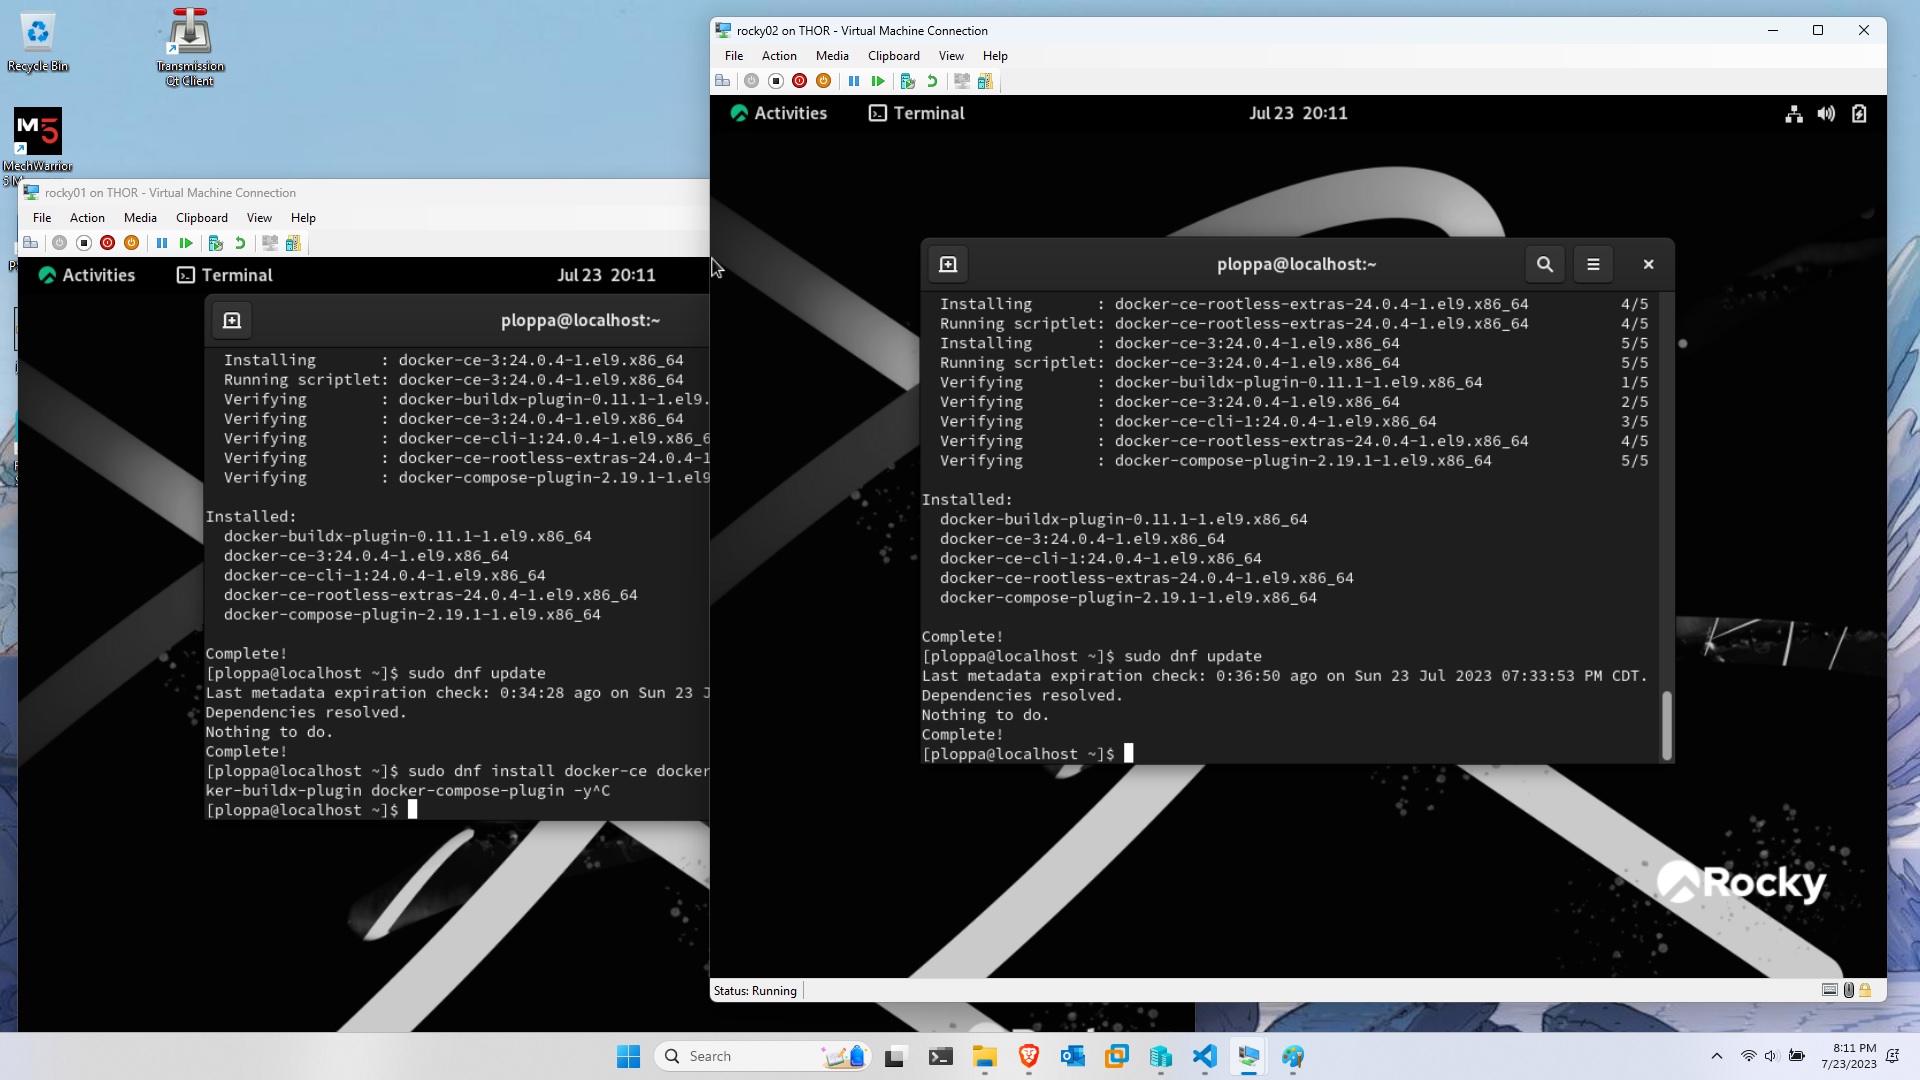 Recycle Bin
Transmission
Qt Client
M5
MechWarrior
rocky01 on THOR - Virtual Machine Connection
File Action Media Clipboard View Help
Activities Terminal Jul 23 20:11
ploppa@localhost:~
Installing : docker-ce-3:24.0.4-1.el9.x86_64
Running scriptlet: docker-ce-3:24.0.4-1.el9.x86_64
Verifying : docker-buildx-plugin-0.11.1-1.el9.
Verifying : docker-ce-3:24.0.4-1.el9.x86_64
Verifying : docker-ce-cli-1:24.0.4-1.el9.x86_6
Verifying : docker-ce-rootless-extras-24.0.4-1
Verifying : docker-compose-plugin-2.19.1-1.el9
Installed:
docker-buildx-plugin-0.11.1-1.el9.x86_64
docker-ce-3:24.0.4-1.el9.x86_64
docker-ce-cli-1:24.0.4-1.el9.x86_64
docker-ce-rootless-extras-24.0.4-1.el9.x86_64
docker-compose-plugin-2.19.1-1.el9.x86_64
Complete!
[ploppa@localhost ~]$ sudo dnf update
Last metadata expiration check: 0:34:28 ago on Sun 23 J
Dependencies resolved.
Nothing to do.
Complete!
[ploppa@localhost ~]$ sudo dnf install docker-ce docker
ker-buildx-plugin docker-compose-plugin -y^C
[ploppa@localhost ~]$
rocky02 on THOR - Virtual Machine Connection
File Action Media Clipboard View Help
Activities Terminal Jul 23 20:11
ploppa@localhost:~
Installing : docker-ce-rootless-extras-24.0.4-1.el9.x86_64 4/5
Running scriptlet: docker-ce-rootless-extras-24.0.4-1.el9.x86_64 4/5
Installing : docker-ce-3:24.0.4-1.el9.x86_64 5/5
Running scriptlet: docker-ce-3:24.0.4-1.el9.x86_64 5/5
Verifying : docker-buildx-plugin-0.11.1-1.el9.x86_64 1/5
Verifying : docker-ce-3:24.0.4-1.el9.x86_64 2/5
Verifying : docker-ce-cli-1:24.0.4-1.el9.x86_64 3/5
Verifying : docker-ce-rootless-extras-24.0.4-1.el9.x86_64 4/5
Verifying : docker-compose-plugin-2.19.1-1.el9.x86_64 5/5
Installed:
docker-buildx-plugin-0.11.1-1.el9.x86_64
docker-ce-3:24.0.4-1.el9.x86_64
docker-ce-cli-1:24.0.4-1.el9.x86_64
docker-ce-rootless-extras-24.0.4-1.el9.x86_64
docker-compose-plugin-2.19.1-1.el9.x86_64
Complete!
[ploppa@localhost ~]$ sudo dnf update
Last metadata expiration check: 0:36:50 ago on Sun 23 Jul 2023 07:33:53 PM CDT.
Dependencies resolved.
Nothing to do.
Complete!
[ploppa@localhost ~]$
Rocky
Status: Running
Search
8:11 PM
7/23/2023